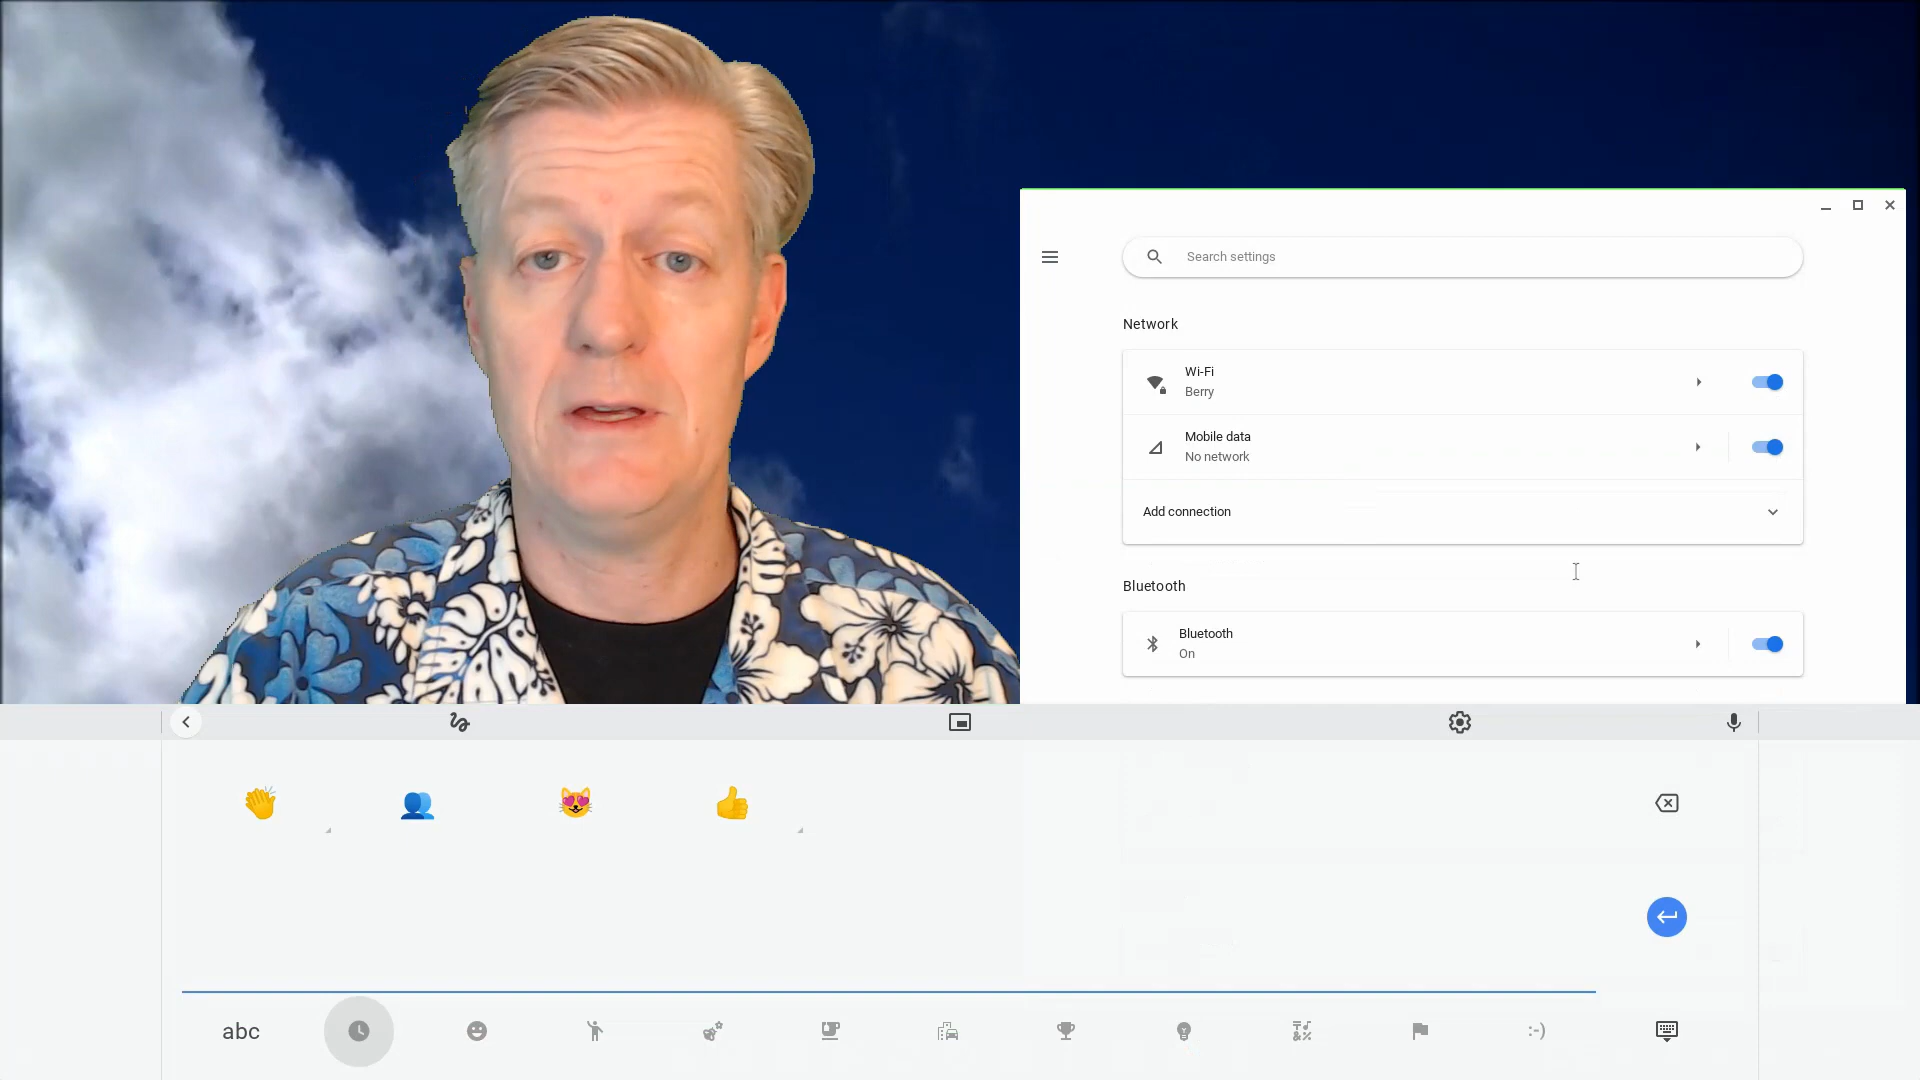 Search settings
Network
Wi-Fi
Berry
Mobile data
No network
Add connection
Bluetooth
Bluetooth
On
abc
:-)